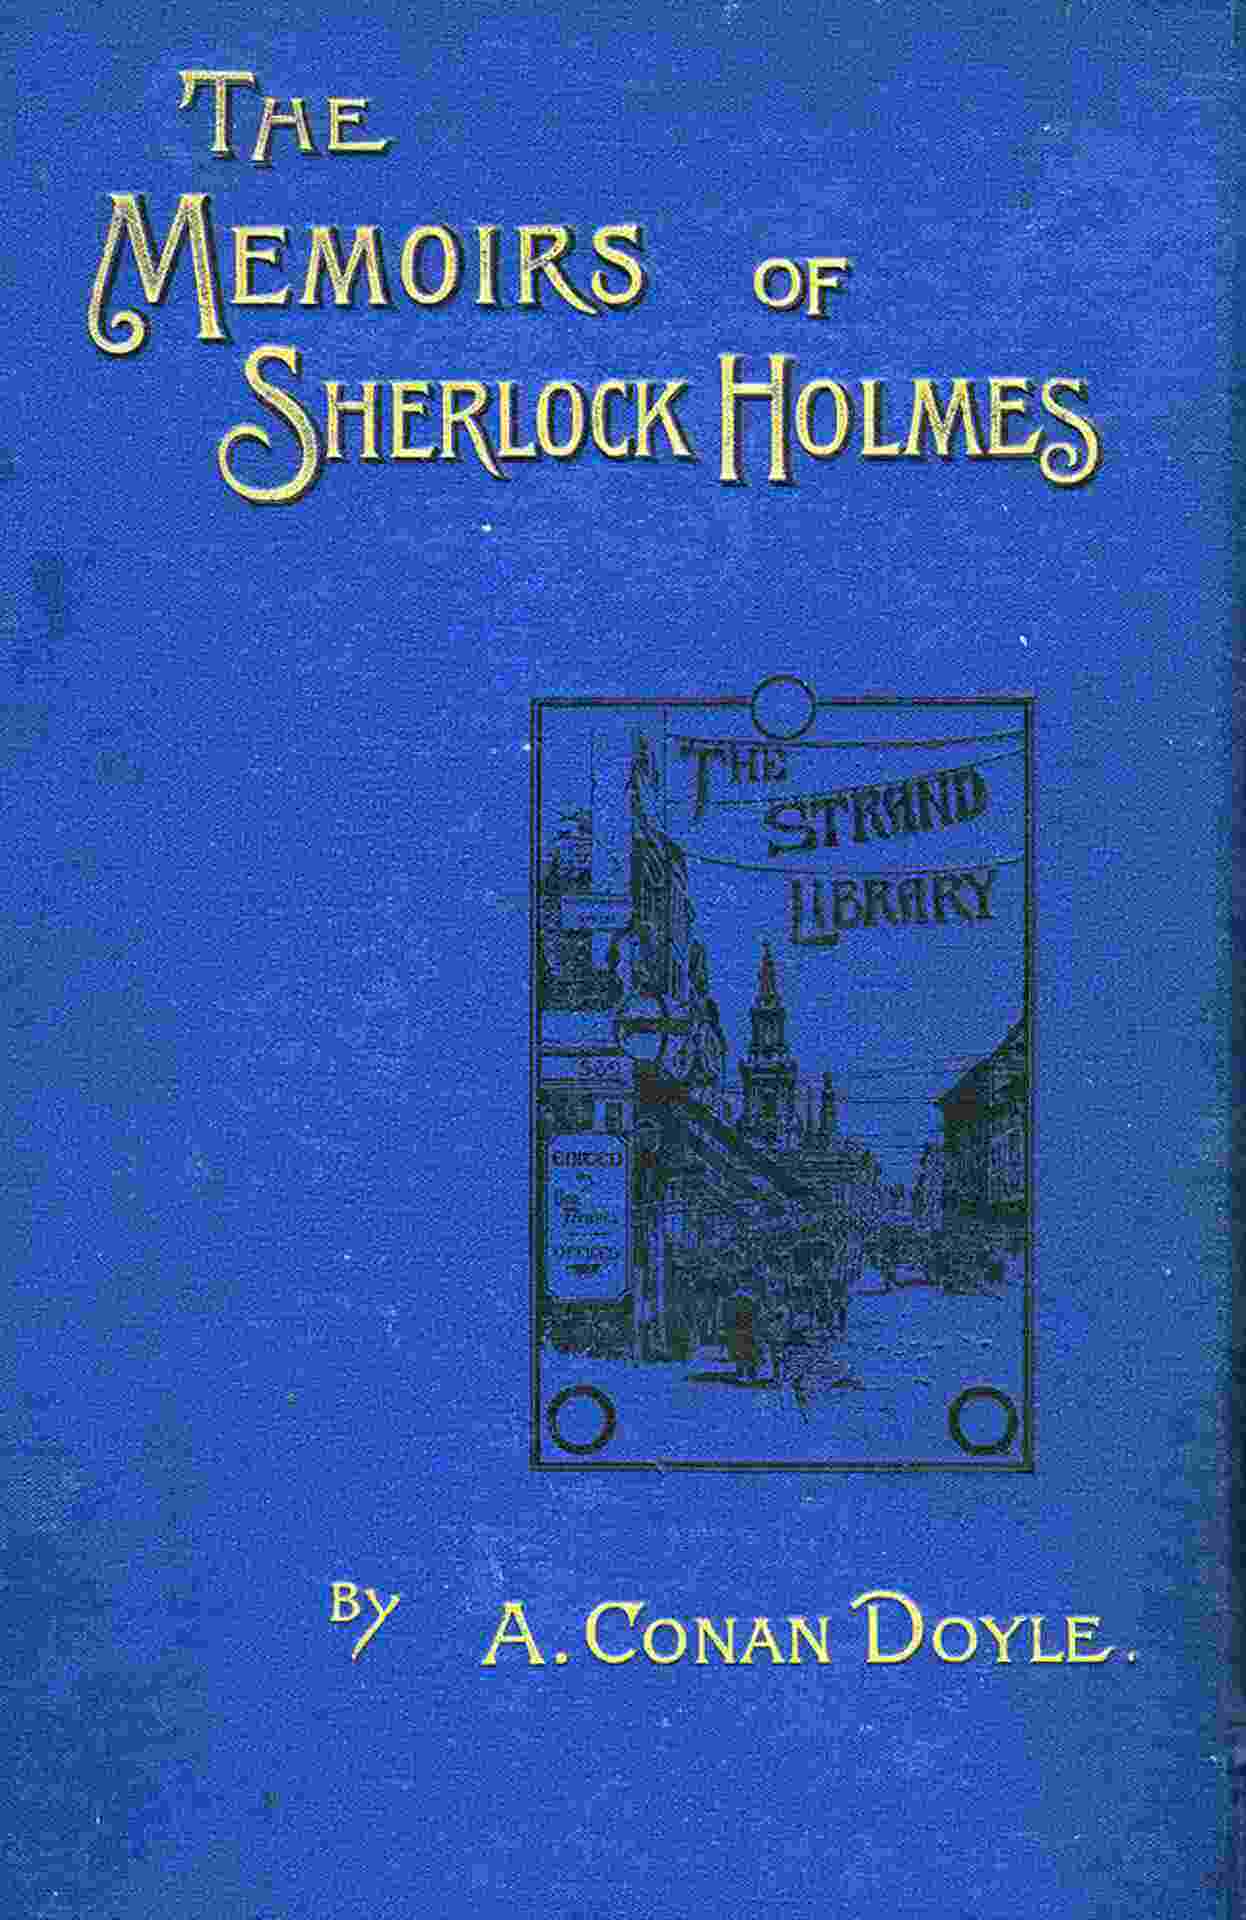 THE
MEMOIRS OF
SHERLOCK HOLMES
THE
STRAND
LIBRARY
BY A. CONAN DOYLE.